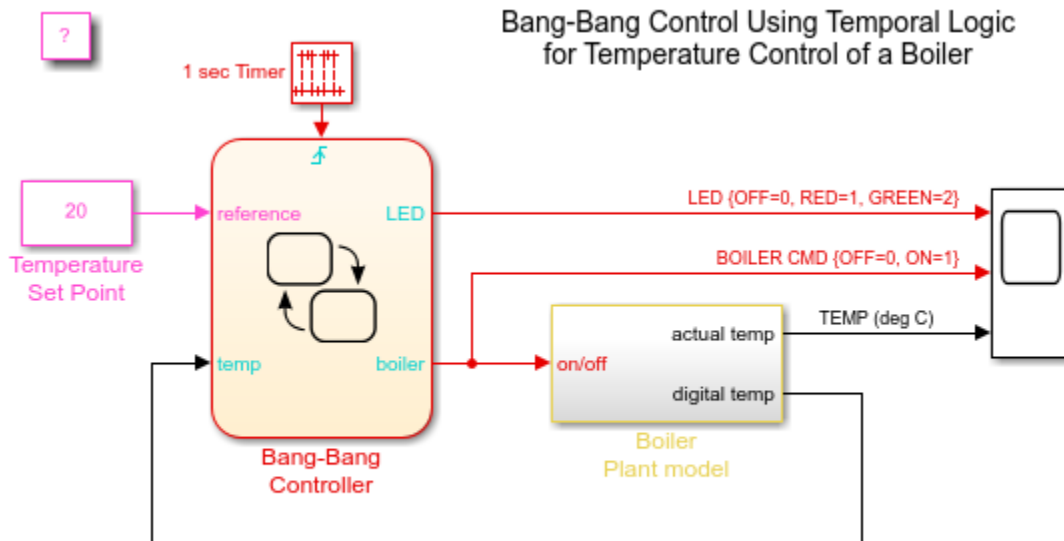 Bang-Bang Control Using Temporal Logic
for Temperature Control of a Boiler
?
1 sec Timer
20
Temperature
Set Point
reference
LED
temp
boiler
Bang-Bang
Controller
LED {OFF=0, RED=1, GREEN=2}
BOILER CMD {OFF=0, ON=1}
TEMP (deg C)
on/off
actual temp
digital temp
Boiler
Plant model